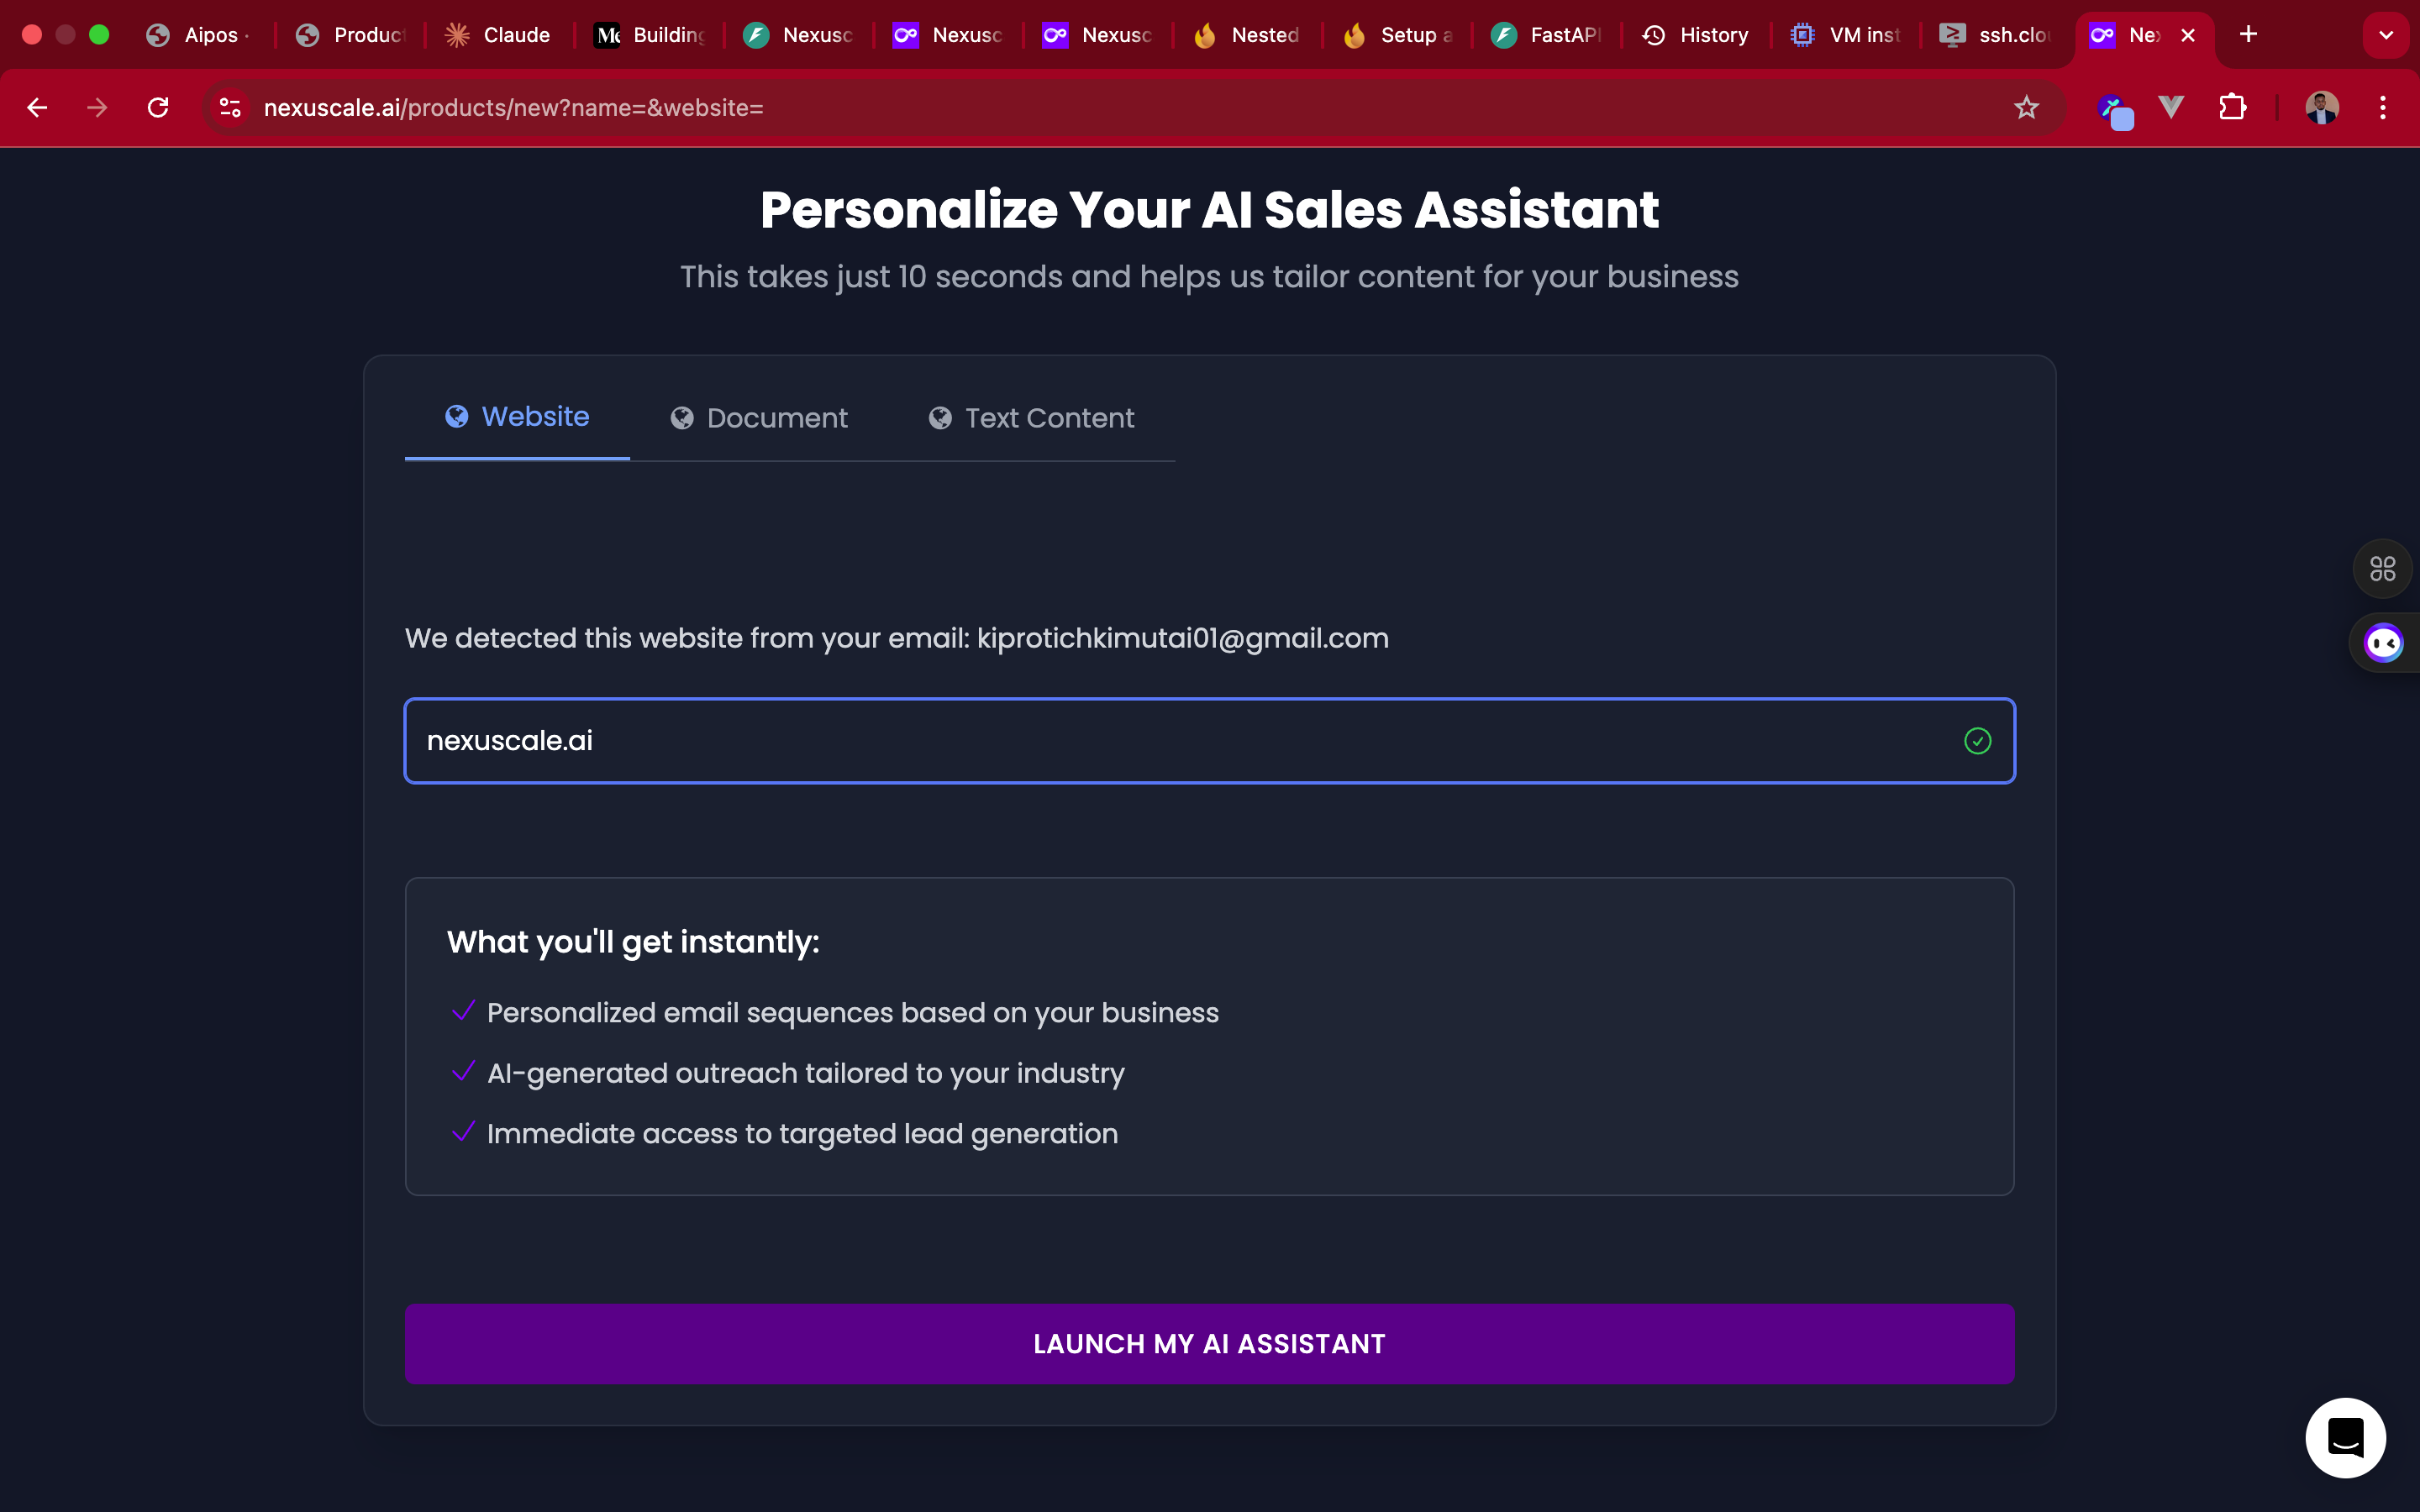 Aipos ·
Product
Claude
Building
Nexusc
Nexusc
Nexusc
Nested
Setup a
FastAPI
History
VM inst
ssh.clou
Nex
nexuscale.ai/products/new?name=&website=
Personalize Your AI Sales Assistant
This takes just 10 seconds and helps us tailor content for your business
Website
Document
Text Content
We detected this website from your email: kiprotichkimutai01@gmail.com
nexuscale.ai
What you'll get instantly:
Personalized email sequences based on your business
AI-generated outreach tailored to your industry
Immediate access to targeted lead generation
LAUNCH MY AI ASSISTANT